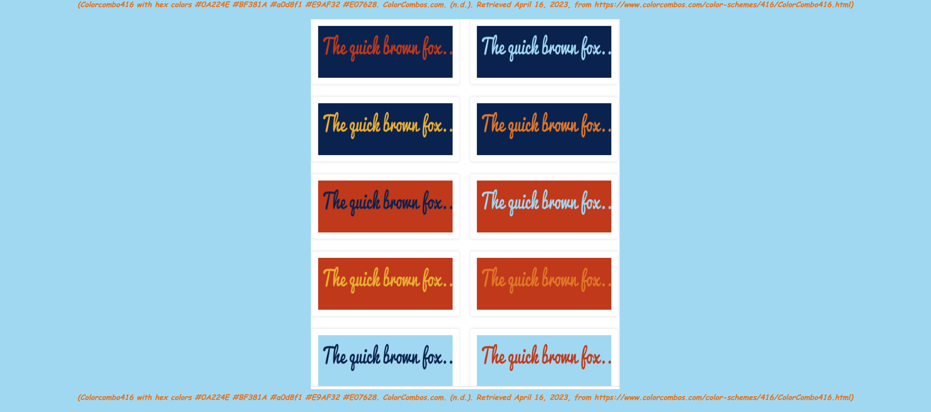 (Colorcombo416 with hex colors #0A224E #BF381A #a0d8f1 #E9AF32 #E07628. ColorCombos.com. (n.d.). Retrieved April 16, 2023, from https://www.colorcombos.com/color-schemes/416/ColorCombo416.html)
The quick brown fox..
The quick brown fox..
The quick brown fox..
The quick brown fox..
The quick brown fox..
The quick brown fox..
The quick brown fox..
The quick brown fox..
The quick brown fox..
The quick brown fox..
(Colorcombo416 with hex colors #0A224E #BF381A #a0d8f1 #E9AF32 #E07628. ColorCombos.com. (n.d.). Retrieved April 16, 2023, from https://www.colorcombos.com/color-schemes/416/ColorCombo416.html)